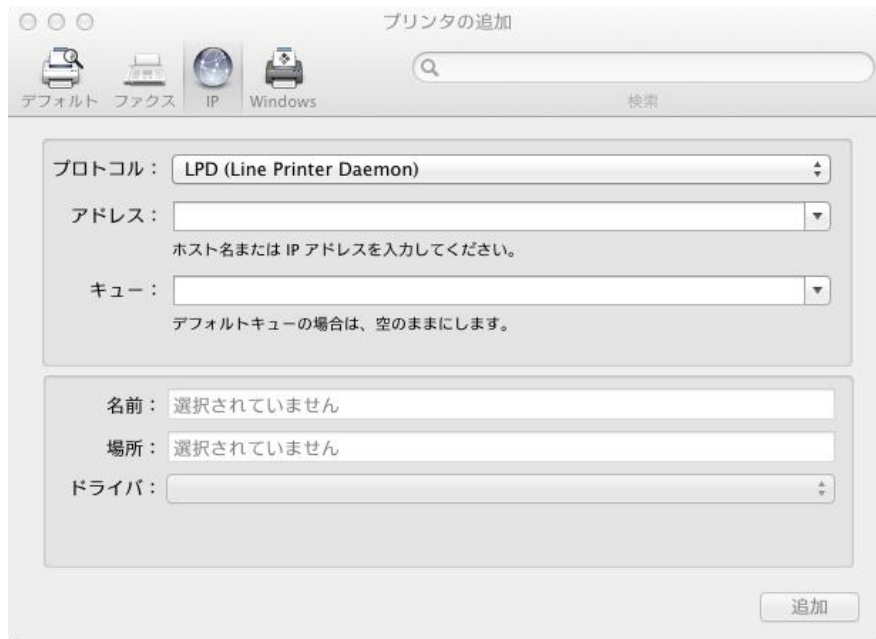 プリンタの追加
デフォルト ファクス IP Windows
検索
プロトコル： LPD (Line Printer Daemon)
アドレス：
ホスト名または IP アドレスを入力してください。
キュー：
デフォルトキューの場合は、空のままにします。
名前： 選択されていません
場所： 選択されていません
ドライバ：
追加